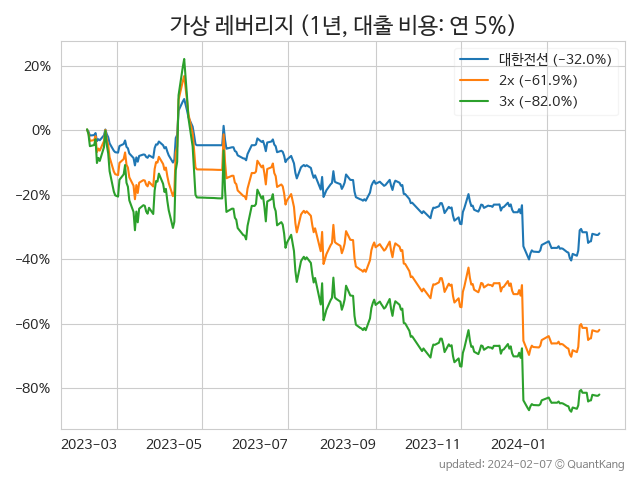 가상 레버리지 (1년, 대출 비용: 연 5%)
대한전선 (−32.0%)
2x (−61.9%)
3x (−82.0%)
20%
0%
−20%
−40%
−60%
−80%
2023−03 2023−05 2023−07 2023−09 2023−11 2024−01
updated: 2024−02−07 © QuantKang